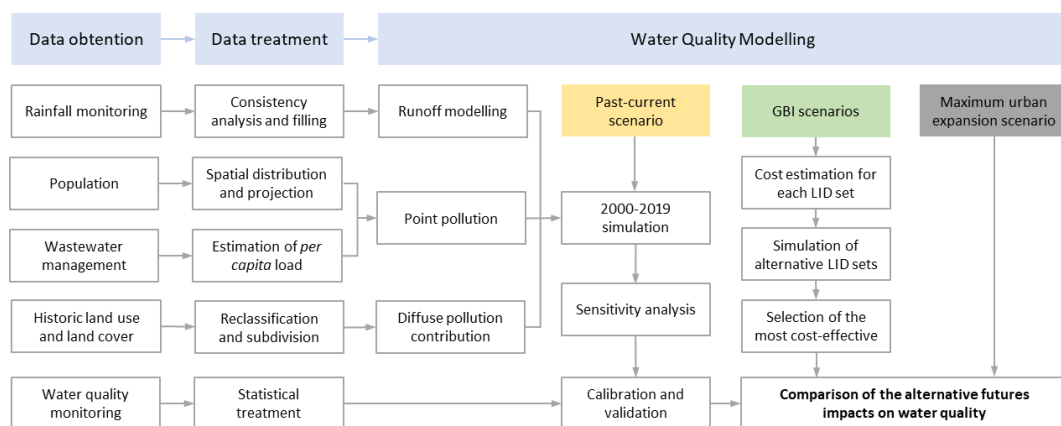 Data obtention
Data treatment
Water Quality Modelling
Rainfall monitoring
Consistency
analysis and filling
Runoff modelling
Past-current
scenario
GBI scenarios
Maximum urban
expansion scenario
Population
Spatial distribution
and projection
Point pollution
2000-2019
simulation
Cost estimation for
each LID set
Wastewater
management
Estimation of per
capita load
Simulation of
alternative LID sets
Historic land use
and land cover
Reclassification
and subdivision
Diffuse pollution
contribution
Sensitivity analysis
Selection of the
most cost-effective
Water quality
monitoring
Statistical
treatment
Calibration and
validation
Comparison of the alternative futures
impacts on water quality